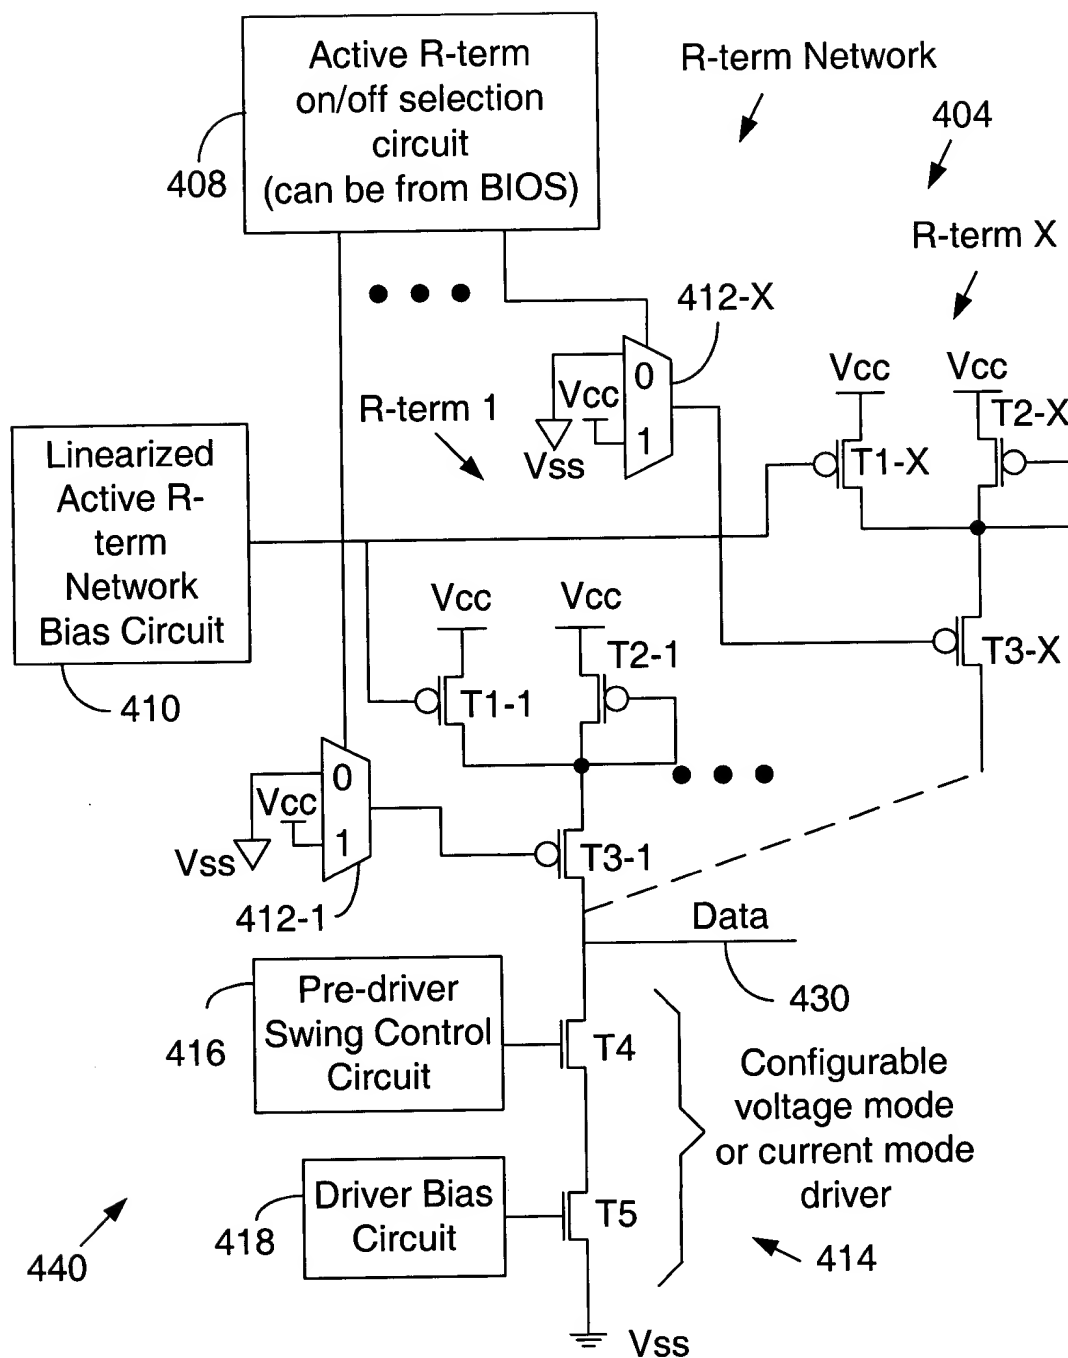 Active R-term
on/off selection
circuit
(can be from BIOS)
408
R-term Network
404
R-term X
412-X
0
Vcc
1
Vss
R-term 1
Vcc
Vcc
T2-X
T1-X
T3-X
Linearized
Active R-
term
Network
Bias Circuit
410
Vcc
Vcc
T2-1
T1-1
0
Vcc
1
Vss
T3-1
412-1
Data
430
Pre-driver
Swing Control
Circuit
416
T4
Configurable
voltage mode
or current mode
driver
Driver Bias
Circuit
418
T5
414
440
Vss